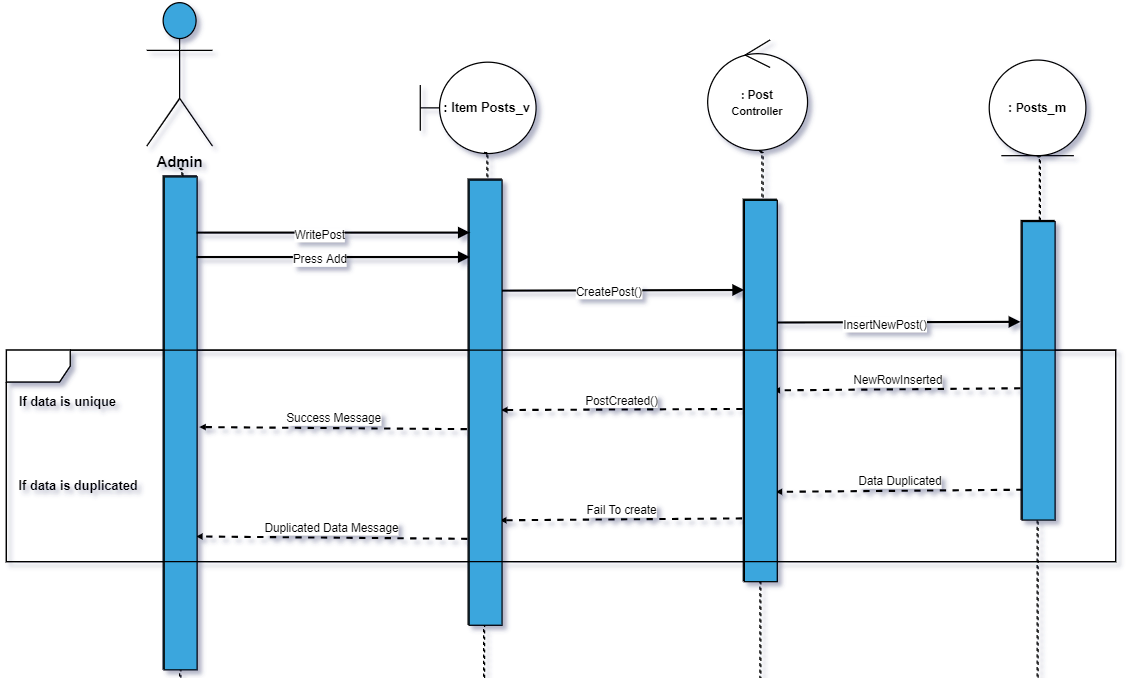 : Item Posts_v
: Post
Controller
: Posts_m
Admin
WritePost
Press Add
CreatePost()
InsertNewPost()
NewRowInserted
If data is unique
PostCreated()
Success Message
If data is duplicated
Data Duplicated
Fail To create
Duplicated Data Message